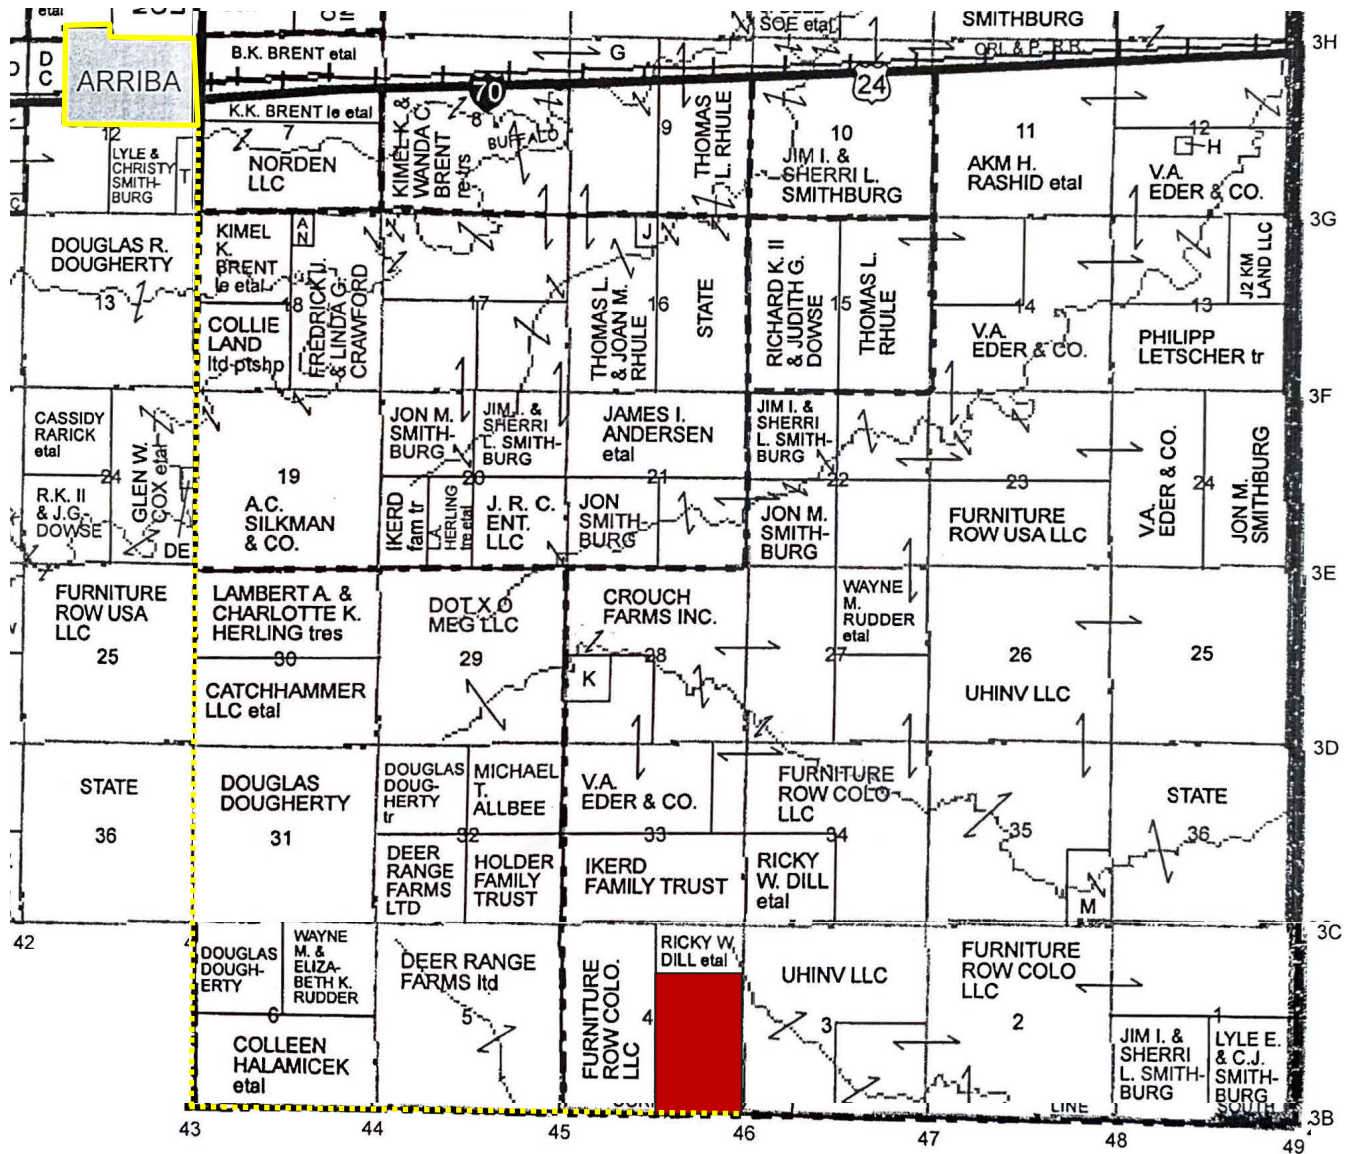 etal
SOE etal
SMITHBURG
3H
D
C
ARRIBA
B.K. BRENT etal
G
ORI. & P. R.R.
70
24
K.K. BRENT le etal
12
7
8
9
10
11
12
LYLE &
CHRISTY
SMITH-
BURG
T
NORDEN
LLC
KIMEL K. &
WANDA C.
BRENT
re trs
BUFFALO
THOMAS
L. RHULE
JIM I. &
SHERRI L.
SMITHBURG
AKM H.
RASHID etal
H
V.A.
EDER & CO.
3G
DOUGLAS R.
DOUGHERTY
13
KIMEL
K.
BRENT
le etal
A
N
18
COLLIE
LAND
ltd-ptshp
FREDRICK J.
& LINDA G.
CRAWFORD
17
J
THOMAS L.
& JOAN M.
RHULE
16
STATE
RICHARD K. II
& JUDITH G.
DOWSE
15
THOMAS L.
RHULE
14
V.A.
EDER & CO.
13
J2 KM
LAND LLC
PHILIPP
LETSCHER tr
3F
CASSIDY
RARICK
etal
24
R.K. II
& J.G.
DOWSE
GLEN W.
COX etal
DE
19
A.C.
SILKMAN
& CO.
JON M.
SMITH-
BURG
JIM I. &
SHERRI
L. SMITH-
BURG
20
IKERD
fam tr
L.A.
HERLING
tre etal
J. R. C.
ENT.
LLC
JAMES I.
ANDERSEN
etal
21
JON
SMITH-
BURG
JIM I. &
SHERRI
L. SMITH-
BURG
22
JON M.
SMITH-
BURG
23
FURNITURE
ROW USA LLC
V.A.
EDER & CO.
24
JON M.
SMITHBURG
3E
FURNITURE
ROW USA
LLC
25
LAMBERT A. &
CHARLOTTE K.
HERLING tres
30
CATCHHAMMER
LLC etal
DOT X O
MEG LLC
29
CROUCH
FARMS INC.
28
K
WAYNE
M.
RUDDER
etal
27
26
UHINV LLC
25
3D
STATE
36
DOUGLAS
DOUGHERTY
31
DOUGLAS
DOUG-
HERTY
tr
MICHAEL
T.
ALLBEE
32
DEER
RANGE
FARMS
LTD
HOLDER
FAMILY
TRUST
V.A.
EDER & CO.
33
IKERD
FAMILY TRUST
FURNITURE
ROW COLO
LLC
34
RICKY
W. DILL
etal
35
M
STATE
36
3C
42
4
DOUGLAS
DOUGH-
ERTY
WAYNE
M. &
ELIZA-
BETH K.
RUDDER
6
COLLEEN
HALAMICEK
etal
DEER RANGE
FARMS ltd
5
FURNITURE
ROW COLO.
LLC
4
RICKY W.
DILL etal
UHINV LLC
3
FURNITURE
ROW COLO
LLC
2
1
JIM I. &
SHERRI
L. SMITH-
BURG
LYLE E.
& C.J.
SMITH-
BURG
LINE
SOUTH
3B
43
44
45
46
47
48
49